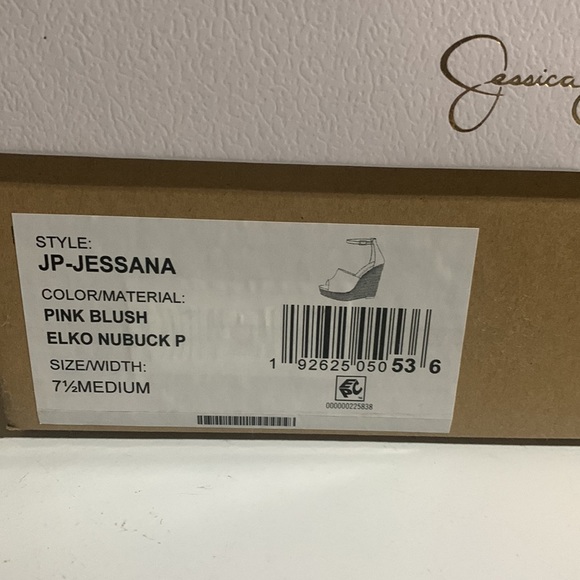 Jessica
STYLE:
JP-JESSANA
COLOR/MATERIAL:
PINK BLUSH
ELKO NUBUCK P
SIZE/WIDTH:
7½MEDIUM
1 92625 050 53 6
000000225838